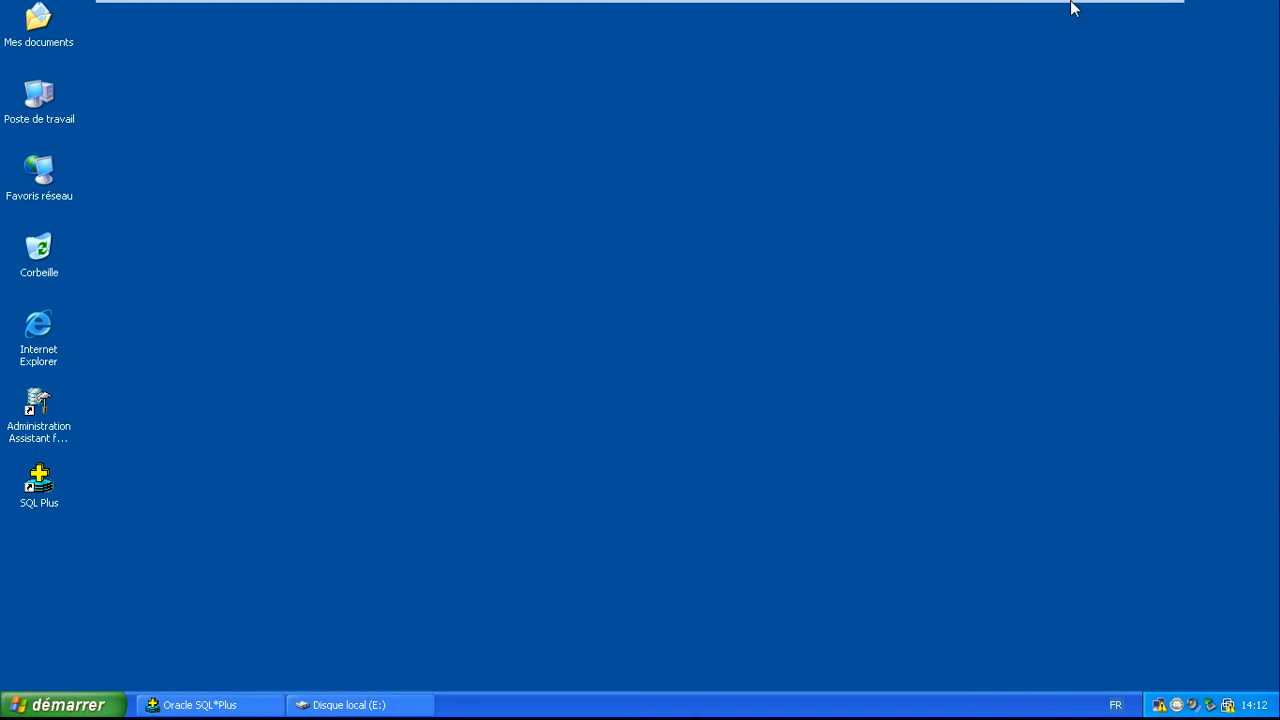 Mes documents
Poste de travail
Favoris réseau
Corbeille
Internet
Explorer
Administration
Assistant f...
SQL Plus
démarrer
Oracle SQL*Plus
Disque local (E:)
FR
14:12